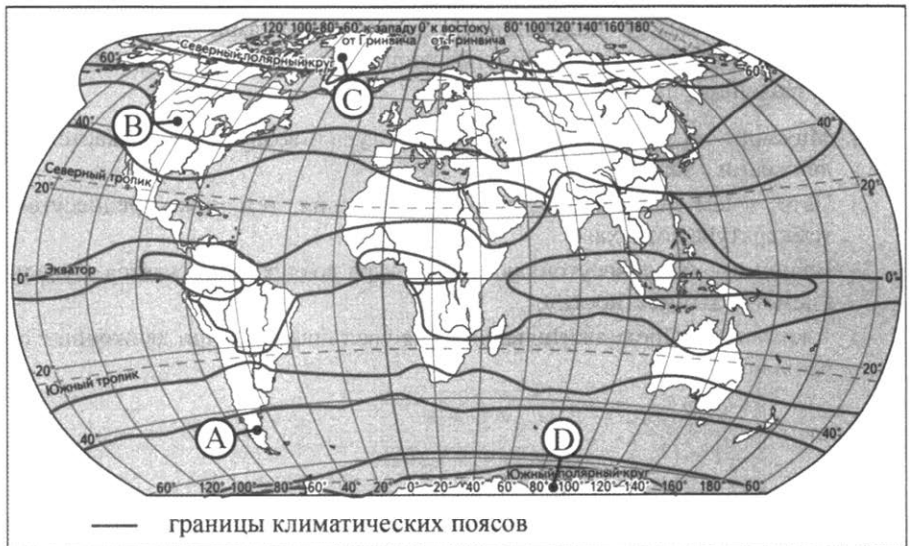 120°100°80°60°к западу 0°к востоку 80°100°120°140°160°180°
от Гринвича от Гринвича
Северный полярный круг
60° 60°
C
B
40° 40°
Северный тропик
20° 20°
Экватор
0° 0°
20° 20°
Южный тропик
A
D
40° 40°
Южный полярный круг
60° 120°100°80° 60° 40° 20° 0° 20° 40° 60° 80°100°120°140° 180° 60°
границы климатических поясов